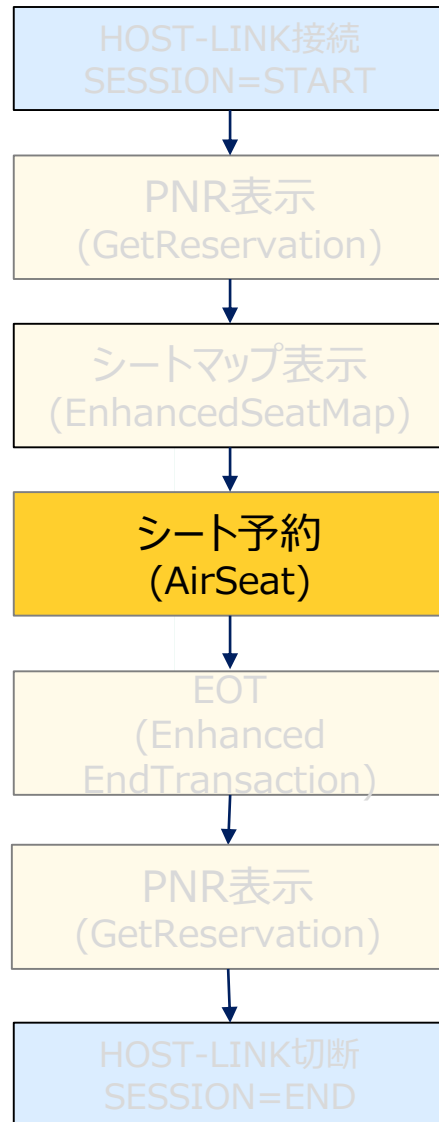 HOST-LINK接続
SESSION=START
PNR表示
(GetReservation)
シートマップ表示
(EnhancedSeatMap)
シート予約
(AirSeat)
EOT
(Enhanced
EndTransaction)
PNR表示
(GetReservation)
HOST-LINK切断
SESSION=END